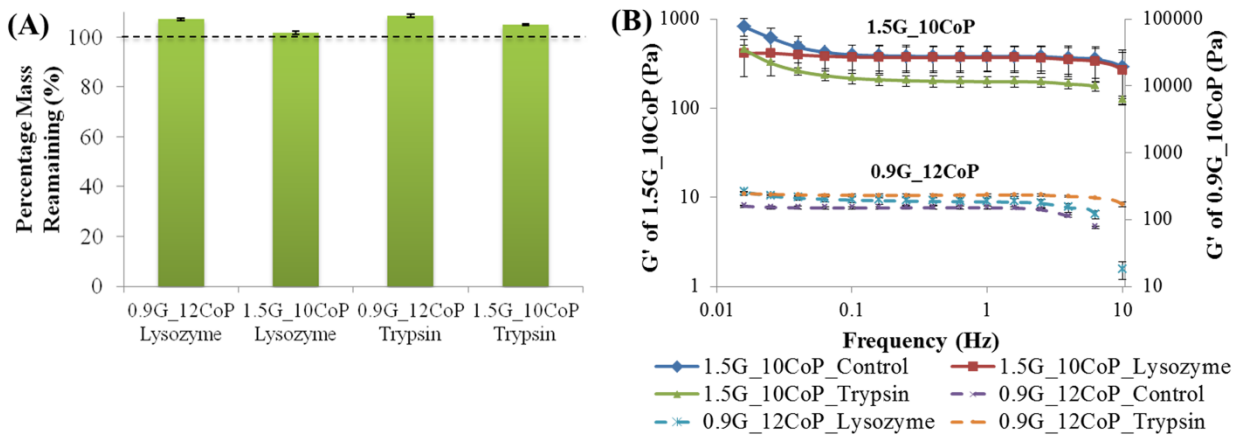 (A)
Percentage Mass
Reamaining (%)
100
80
60
40
20
0
0.9G_12CoP
Lysozyme
1.5G_10CoP
Lysozyme
0.9G_12CoP
Trypsin
1.5G_10CoP
Trypsin
(B)
G' of 1.5G_10CoP (Pa)
1000
100
10
1
1.5G_10CoP
0.9G_12CoP
100000
10000
1000
100
10
G' of 0.9G_10CoP (Pa)
0.01
0.1
1
10
Frequency (Hz)
1.5G_10CoP_Control
1.5G_10CoP_Lysozyme
1.5G_10CoP_Trypsin
0.9G_12CoP_Control
0.9G_12CoP_Lysozyme
0.9G_12CoP_Trypsin